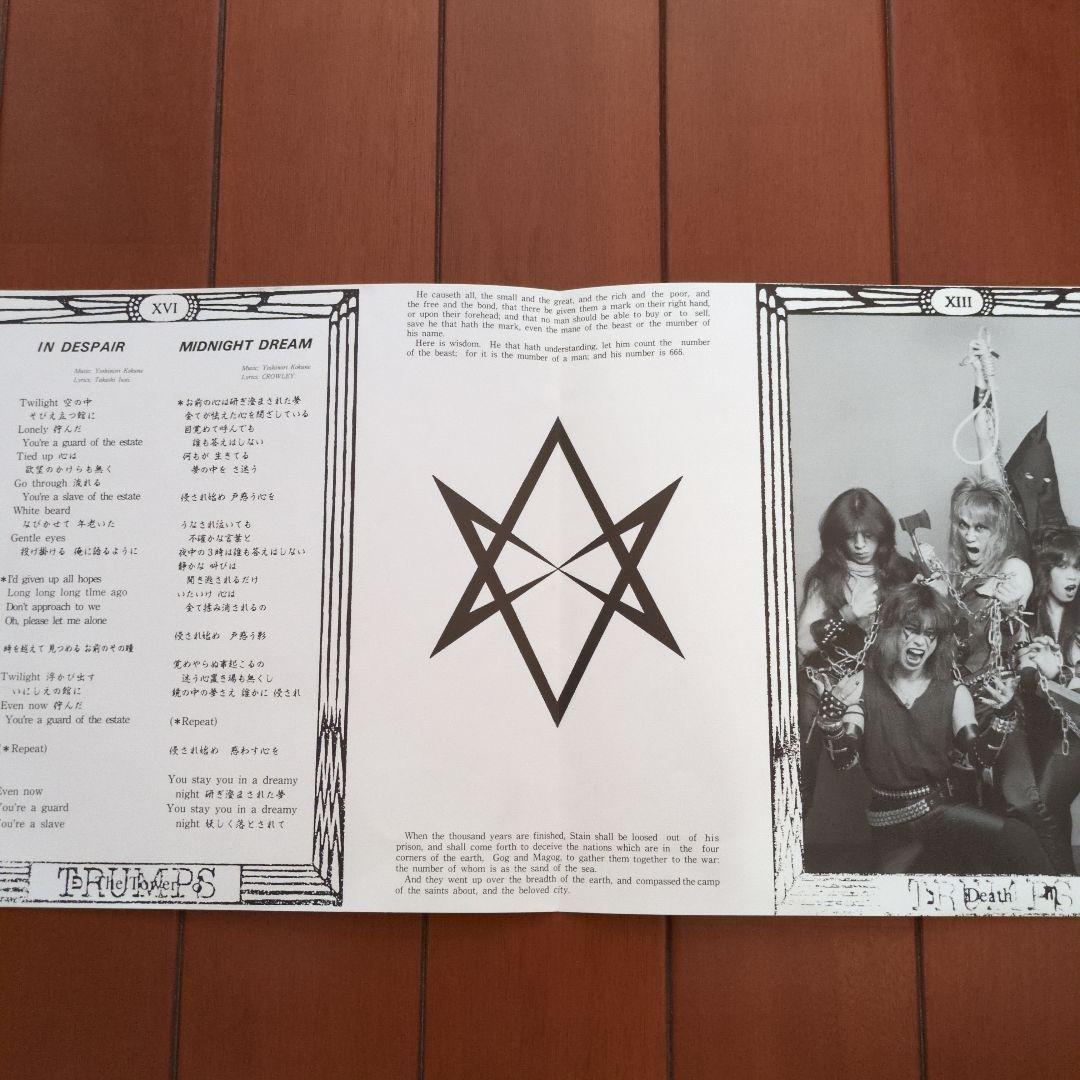 XVI
IN DESPAIR
Music: Yoshinori Kokune
Lyrics: Takashi Iwai
Twilight 空の中
そびえ立つ館に
Lonely 佇んだ
You're a guard of the estate
Tied up 心は
欲望のかけらも無く
Go through 流れる
You're a slave of the estate
White beard
なびかせて 年老いた
Gentle eyes
投げ掛ける 俺に語るように
*I'd given up all hopes
Long long long tIme ago
Don't approach to we
Oh, please let me alone
時を越えて 見つめる お前のその瞳
Twilight 浮かび出す
いにしえの館に
Even now 佇んだ
You're a guard of the estate
(*Repeat)
Even now
You're a guard
You're a slave
MIDNIGHT DREAM
Music: Yoshinori Kokune
Lyrics: CROWLEY
*お前の心は研ぎ澄まされた夢
全てが怯えた心を閉ざしている
目覚めて呼んでも
誰も答えはしない
何もが 生きてる
夢の中を さ迷う
侵され始め 戸惑う心を
うなされ泣いても
不確かな言葉と
夜中の3時は誰も答えはしない
静かな 叫びは
聞き逃されるだけ
いたいけ 心は
全て揉み消されるの
侵され始め 戸惑う影
覚めやらぬ事起こるの
迷う心置き場も無くし
鏡の中の夢さえ 誰かに 侵され
(*Repeat)
侵され始め 惑わす心を
You stay you in a dreamy
night 研ぎ澄まされた夢
You stay you in a dreamy
night 妖しく落とされて
TRUMPS
The Tower
He causeth all, the small and the great, and the rich and the poor, and
the free and the bond, that there be given them a mark on their right hand,
or upon their forehead; and that no man should be able to buy or to sell,
save he that hath the mark, even the mane of the beast or the mumber of
his name.
Here is wisdom. He that hath understanding, let him count the number
of the beast; for it is the mumber of a man; and his number is 666.
When the thousand years are finished, Stain shall be loosed out of his
prison, and shall come forth to deceive the nations which are in the four
corners of the earth, Gog and Magog, to gather them together to the war:
the number of whom is as the sand of the sea.
And they went up over the breadth of the earth, and compassed the camp
of the saints about, and the beloved city.
XIII
TRUMPS
Death